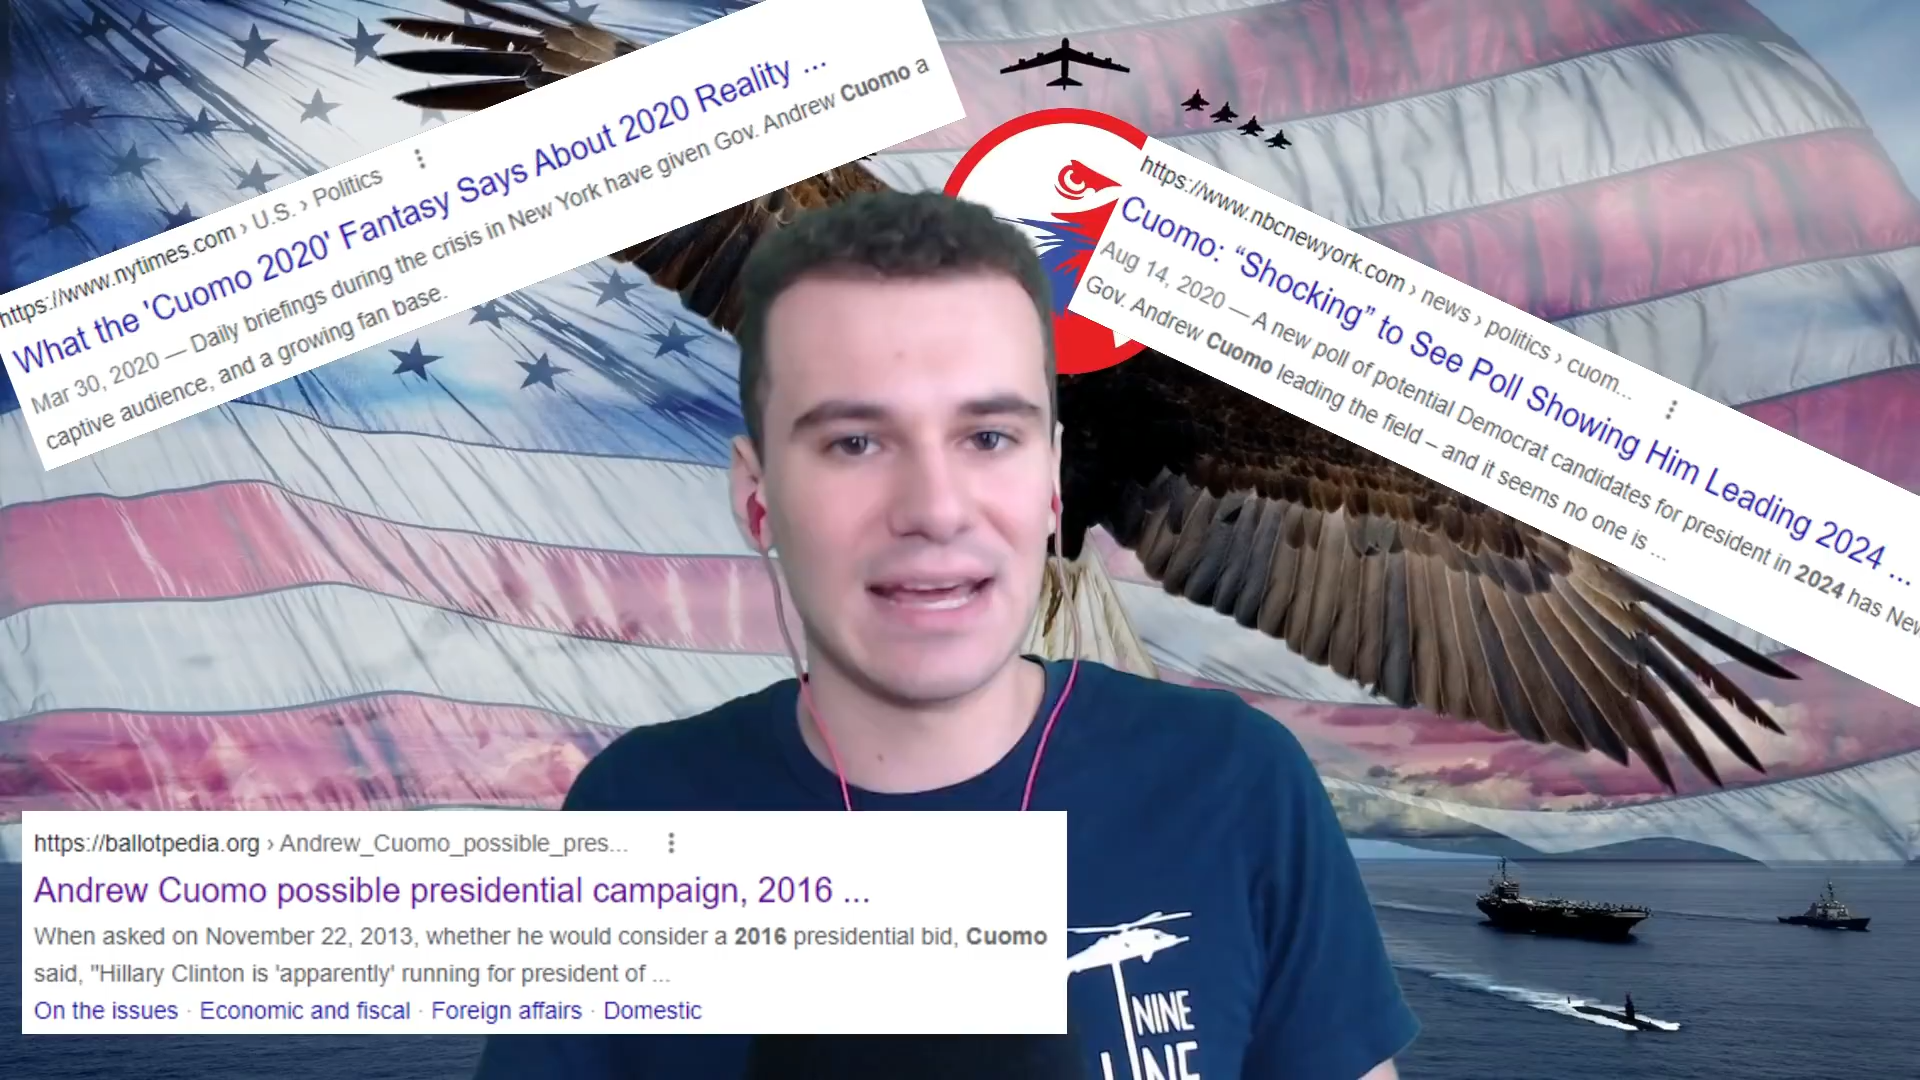 https://www.nytimes.com › U.S. › Politics
What the 'Cuomo 2020' Fantasy Says About 2020 Reality ...
Mar 30, 2020 — Daily briefings during the crisis in New York have given Gov. Andrew Cuomo a
captive audience, and a growing fan base.
https://www.nbcnewyork.com › news › politics › cuom...
Cuomo: “Shocking” to See Poll Showing Him Leading 2024 ...
Aug 14, 2020 — A new poll of potential Democrat candidates for president in 2024 has New
Gov. Andrew Cuomo leading the field – and it seems no one is ...
https://ballotpedia.org › Andrew_Cuomo_possible_pres...
Andrew Cuomo possible presidential campaign, 2016 ...
When asked on November 22, 2013, whether he would consider a 2016 presidential bid, Cuomo
said, "Hillary Clinton is 'apparently' running for president of ...
On the issues · Economic and fiscal · Foreign affairs · Domestic
NINE
LINE